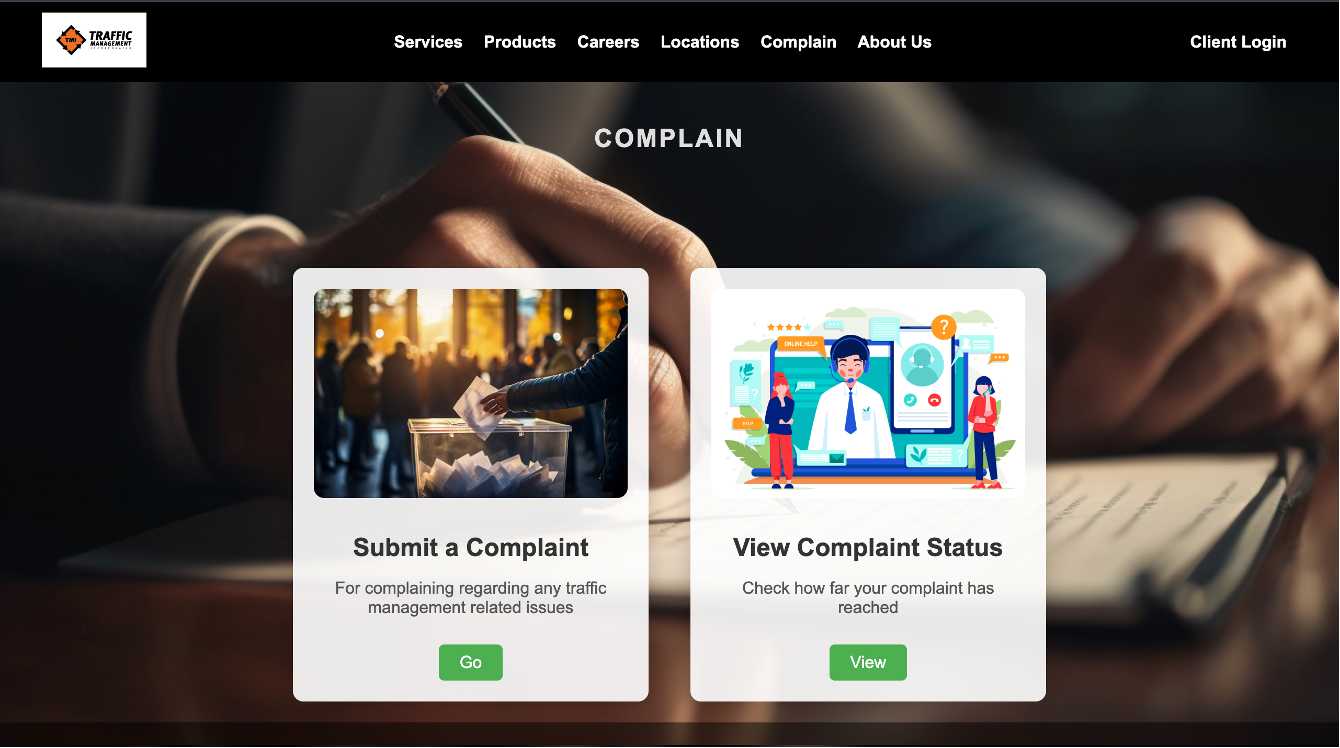 TMI
TRAFFIC
MANAGEMENT
INCORPORATED
Services
Products
Careers
Locations
Complain
About Us
Client Login
COMPLAIN
ONLINE HELP
?
HELP
?
?
Submit a Complaint
For complaining regarding any traffic
management related issues
Go
View Complaint Status
Check how far your complaint has
reached
View